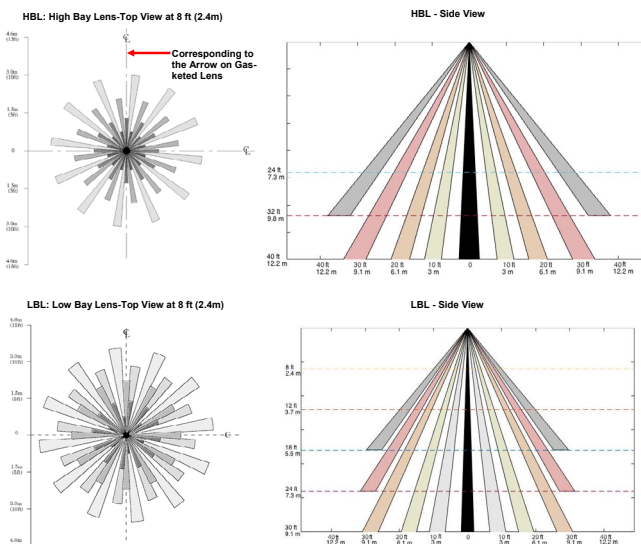 HBL: High Bay Lens-Top View at 8 ft (2.4m)
Corresponding to
the Arrow on Gas-
keted Lens
4.6m
(15ft)
3.0m
(10ft)
1.5m
(5ft)
0
1.5m
(5ft)
3.0m
(10ft)
4.6m
(15ft)
HBL - Side View
24 ft
7.3 m
32 ft
9.8 m
40 ft
12.2 m
40 ft 30 ft 20 ft 10 ft 0 10 ft 20 ft 30 ft 40 ft
12.2 m 9.1 m 6.1 m 3 m 3 m 6.1 m 9.1 m 12.2 m
LBL: Low Bay Lens-Top View at 8 ft (2.4m)
4.6m
(15ft)
3.0m
(10ft)
1.5m
(5ft)
0
1.5m
(5ft)
3.0m
(10ft)
4.6m
LBL - Side View
8 ft
2.4 m
12 ft
3.7 m
18 ft
5.5 m
24 ft
7.3 m
30 ft
9.1 m
40 ft 30 ft 20 ft 10 ft 0 10 ft 20 ft 30 ft 40 ft
12.2 m 9.1 m 6.1 m 3 m 3 m 6.1 m 9.1 m 12.2 m